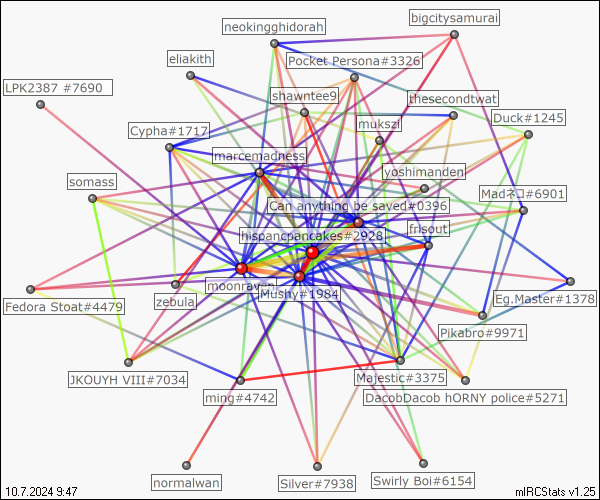 bigcitysamurai
neokingghidorah
eliakith
Pocket Persona#3326
LPK2387 #7690
shawntee9
thesecondtwat
Duck#1245
Cypha#1717
mukszi
marcemadness
yoshimanden
somass
Madネコ#6901
Can anything be saved#0396
hispancpancakes#2928
frisout
moonraven
Mushy#1984
Eg.Master#1378
Fedora Stoat#4479
zebula
Pikabro#9971
JKOUYH VIII#7034
Majestic#3375
ming#4742
DacobDacob hORNY police#5271
normalwan
Silver#7938
Swirly Boi#6154
10.7.2024 9:47
mIRCStats v1.25